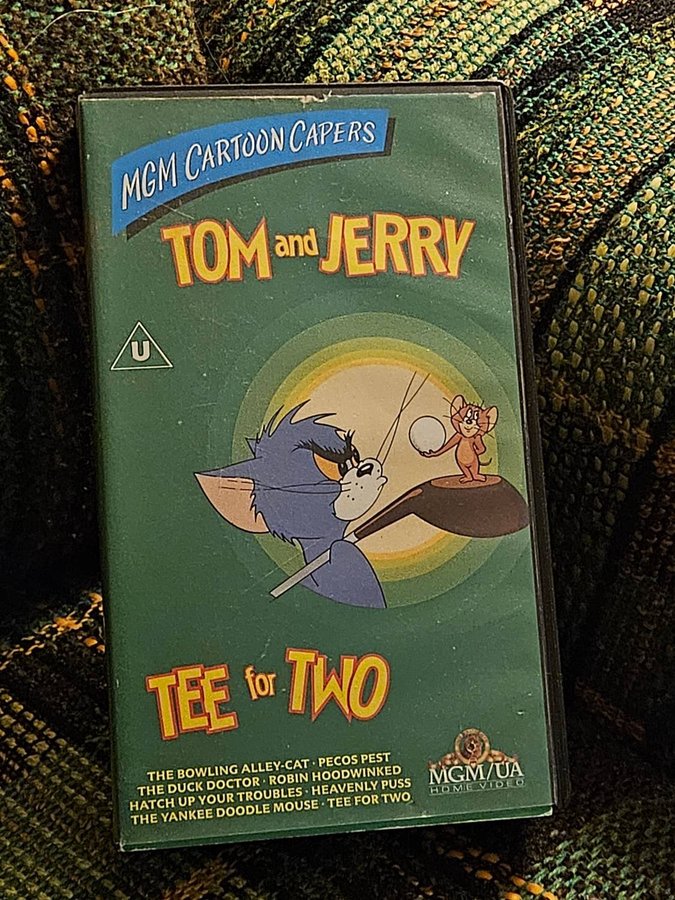 MGM CARTOON CAPERS
TOM and JERRY
U
TEE for TWO
THE BOWLING ALLEY-CAT · PECOS PEST
THE DUCK DOCTOR · ROBIN HOODWINKED
HATCH UP YOUR TROUBLES · HEAVENLY PUSS
THE YANKEE DOODLE MOUSE · TEE FOR TWO
MGM/UA
HOME VIDEO